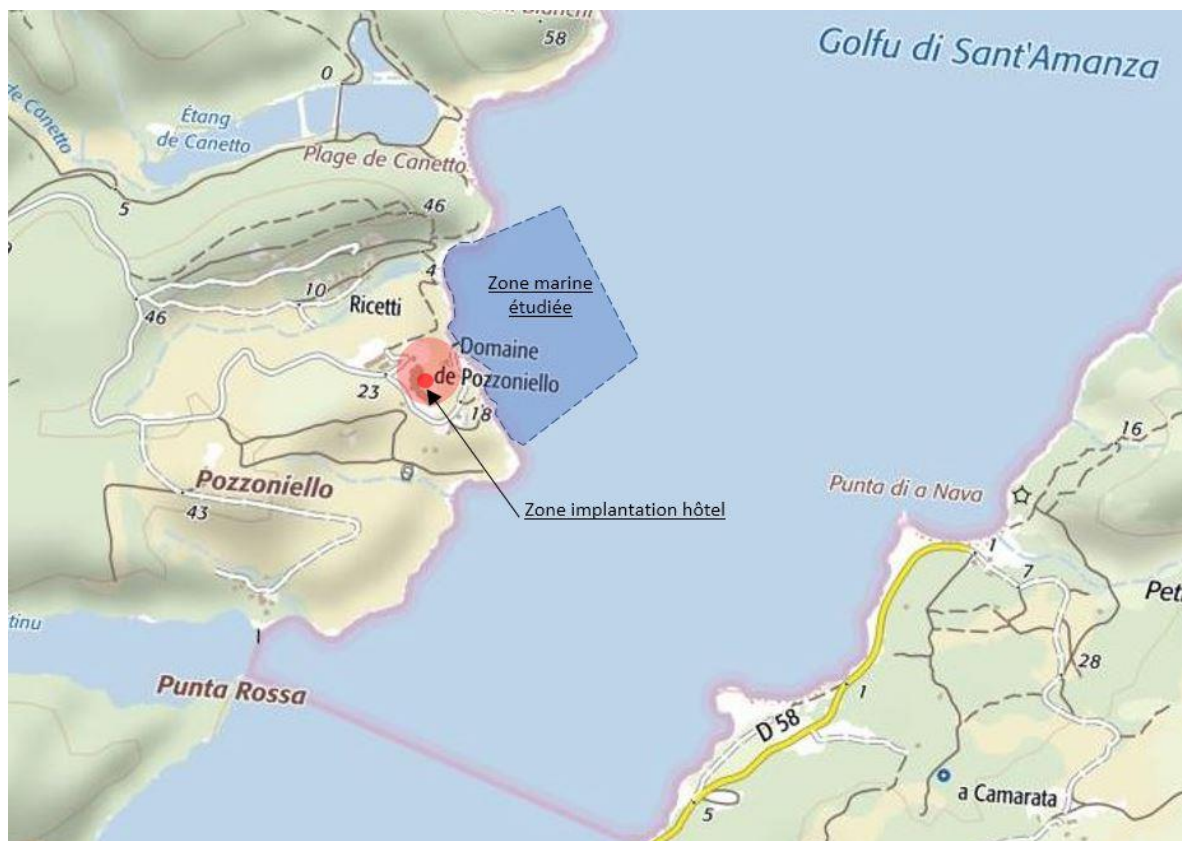 58
Golfu di Sant'Amanza
0
Étang
de Canetto
de Canetto
Plage de Canetto
5
46
4
Zone marine
étudiée
10
Ricetti
46
Domaine
de Pozzoniello
23
18
16
Pozzoniello
Punta di a Nava
43
Zone implantation hôtel
1
7
Pet
28
tinu
Punta Rossa
1
D 58
a Camarata
5